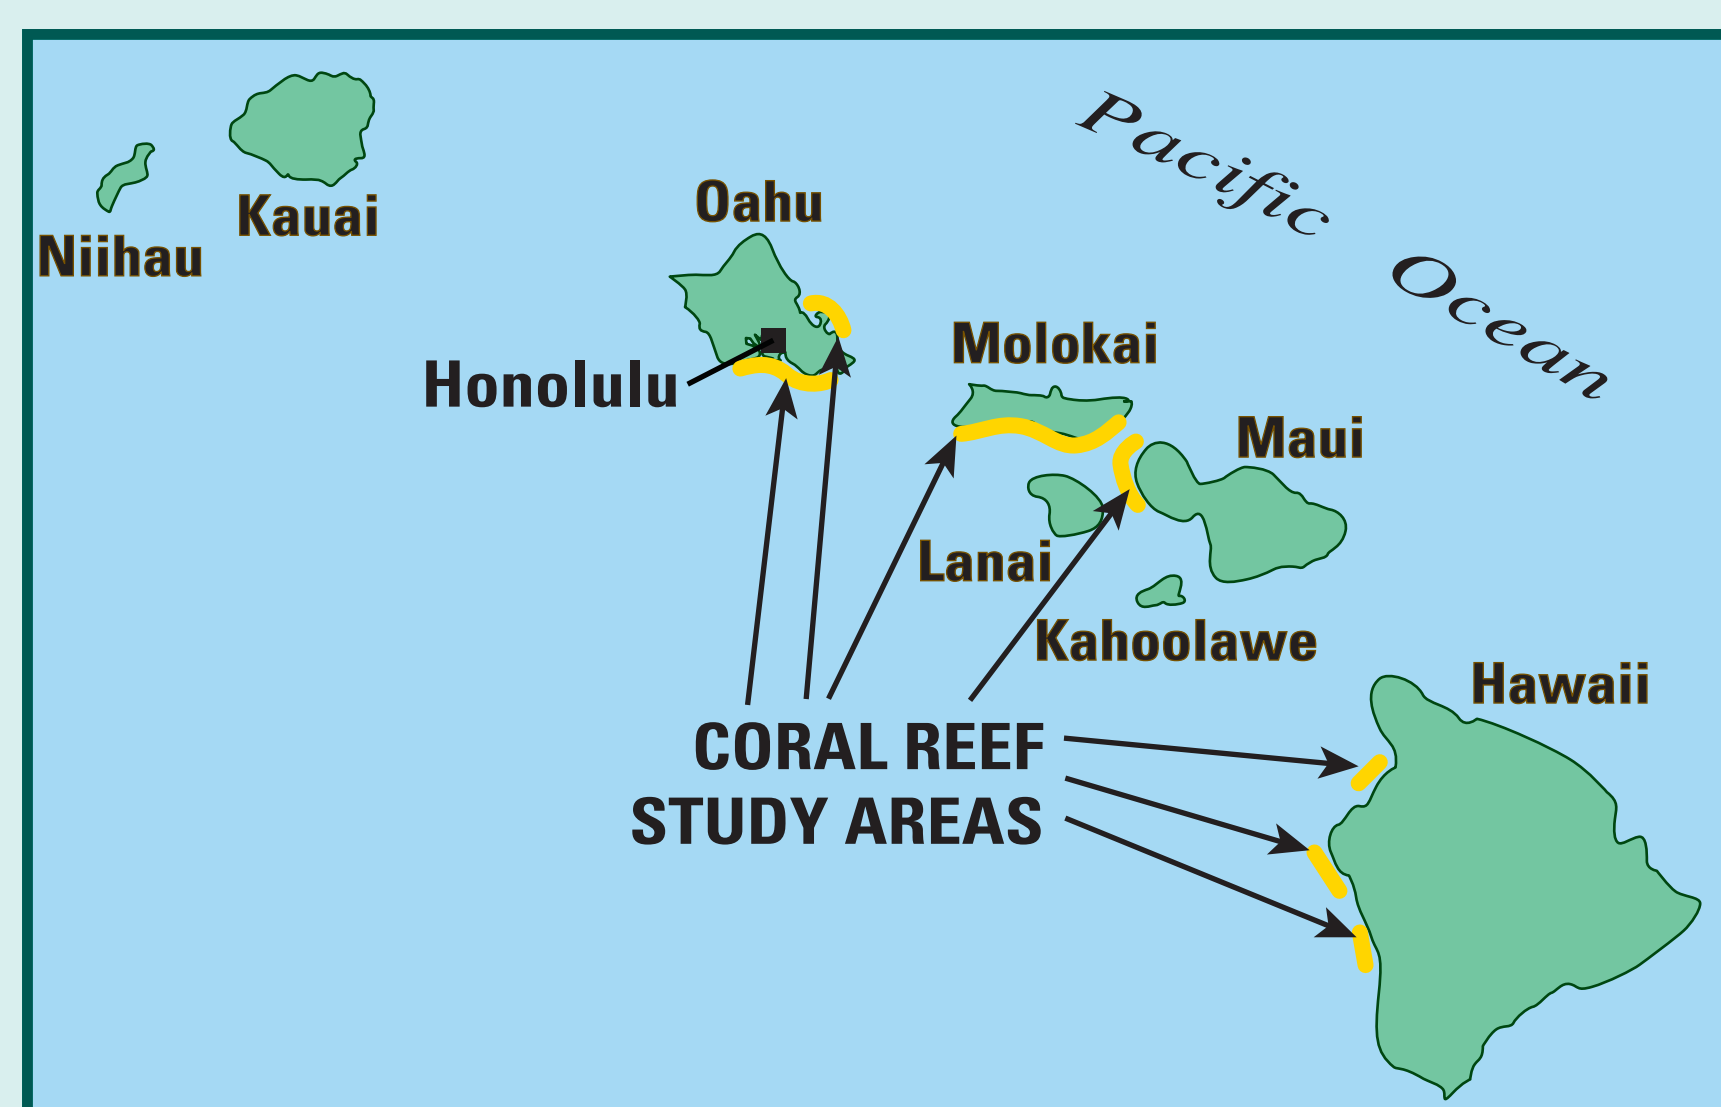 Pacific Ocean
Kauai
Niihau
Oahu
Honolulu
Molokai
Maui
Lanai
Kahoolawe
Hawaii
CORAL REEF
STUDY AREAS